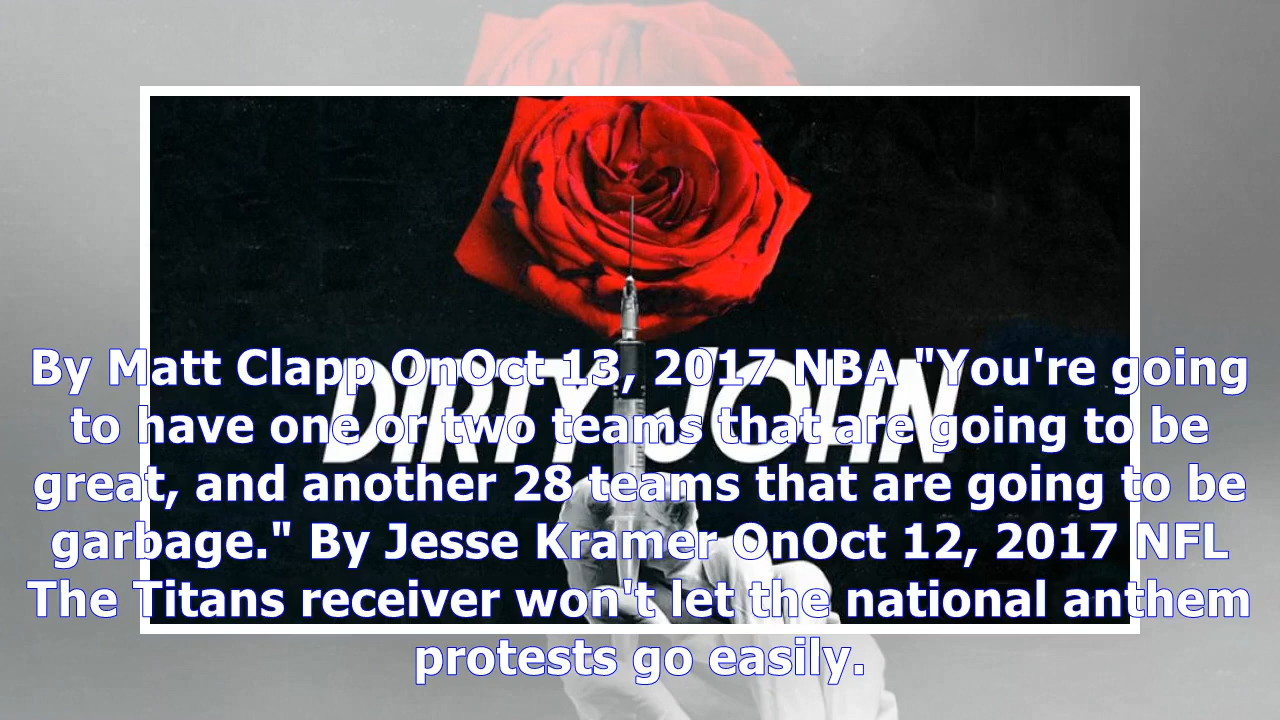 By Matt Clapp OnOct 13, 2017 NBA "You're going
to have one or two teams that are going to be
great, and another 28 teams that are going to be
garbage." By Jesse Kramer OnOct 12, 2017 NFL
The Titans receiver won't let the national anthem
protests go easily.
DIRTY JOHN